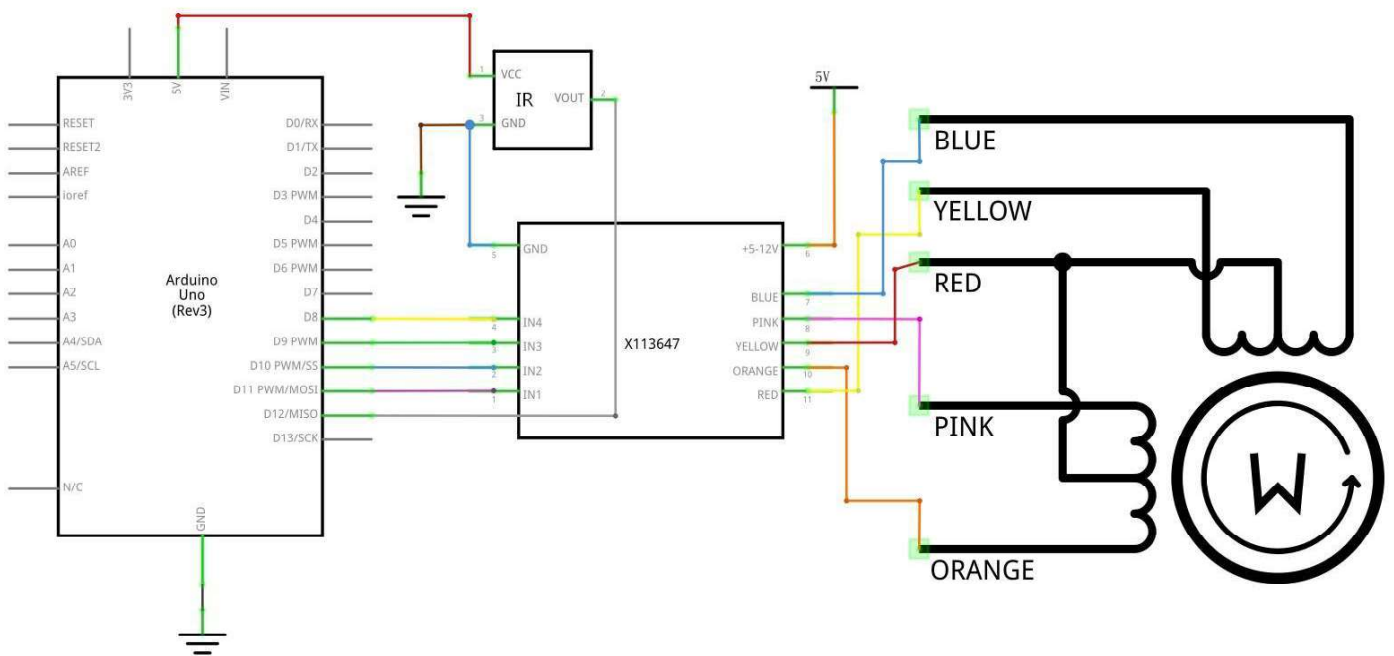 3V3
5V
VIN
RESET
RESET2
AREF
ioref
A0
A1
A2
A3
A4/SDA
A5/SCL
N/C
Arduino
Uno
(Rev3)
D0/RX
D1/TX
D2
D3 PWM
D4
D5 PWM
D6 PWM
D7
D8
D9 PWM
D10 PWM/SS
D11 PWM/MOSI
D12/MISO
D13/SCK
GND
1
VCC
IR
VOUT
2
3
GND
5
GND
4
IN4
3
IN3
2
IN2
1
IN1
X113647
+5-12V
6
BLUE
7
PINK
8
YELLOW
9
ORANGE
10
RED
11
5V
BLUE
YELLOW
RED
PINK
ORANGE
W